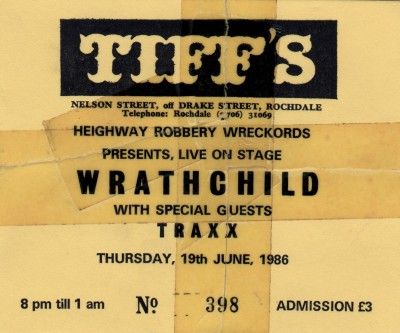 TIFF'S
NELSON STREET, off DRAKE STREET, ROCHDALE
Telephone: Rochdale (0706) 31069
HEIGHWAY ROBBERY WRECKORDS
PRESENTS, LIVE ON STAGE
WRATHCHILD
WITH SPECIAL GUESTS
TRAXX
THURSDAY, 19th JUNE, 1986
8 pm till 1 am Nº 398 ADMISSION £3